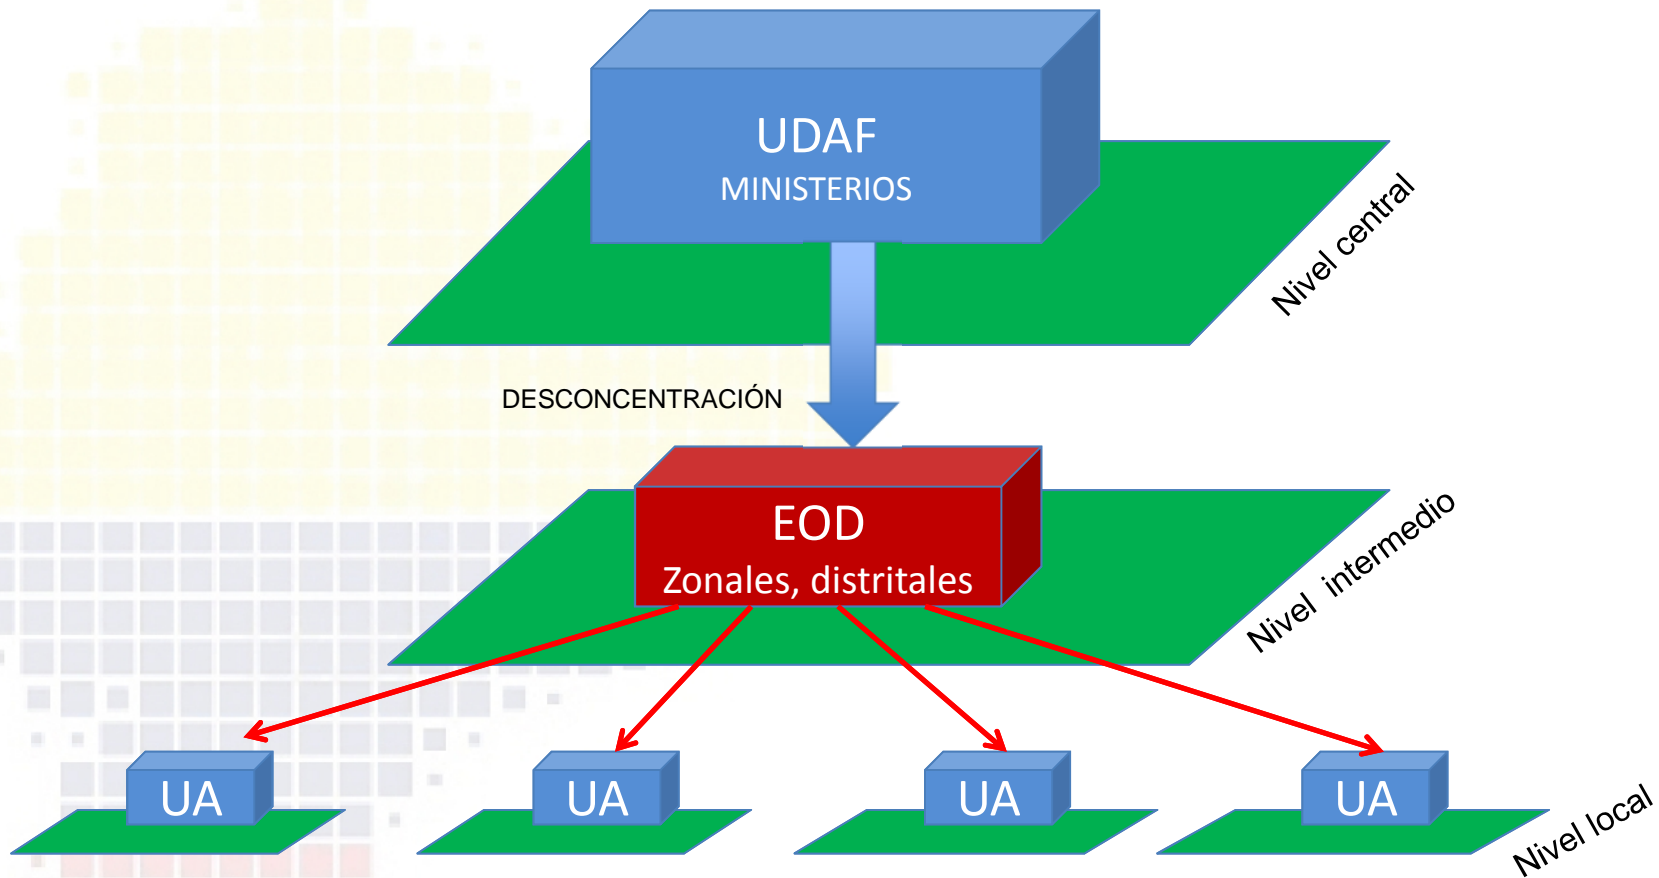 UDAF
MINISTERIOS
Nivel central
DESCONCENTRACIÓN
EOD
Zonales, distritales
Nivel intermedio
UA
UA
UA
UA
Nivel local